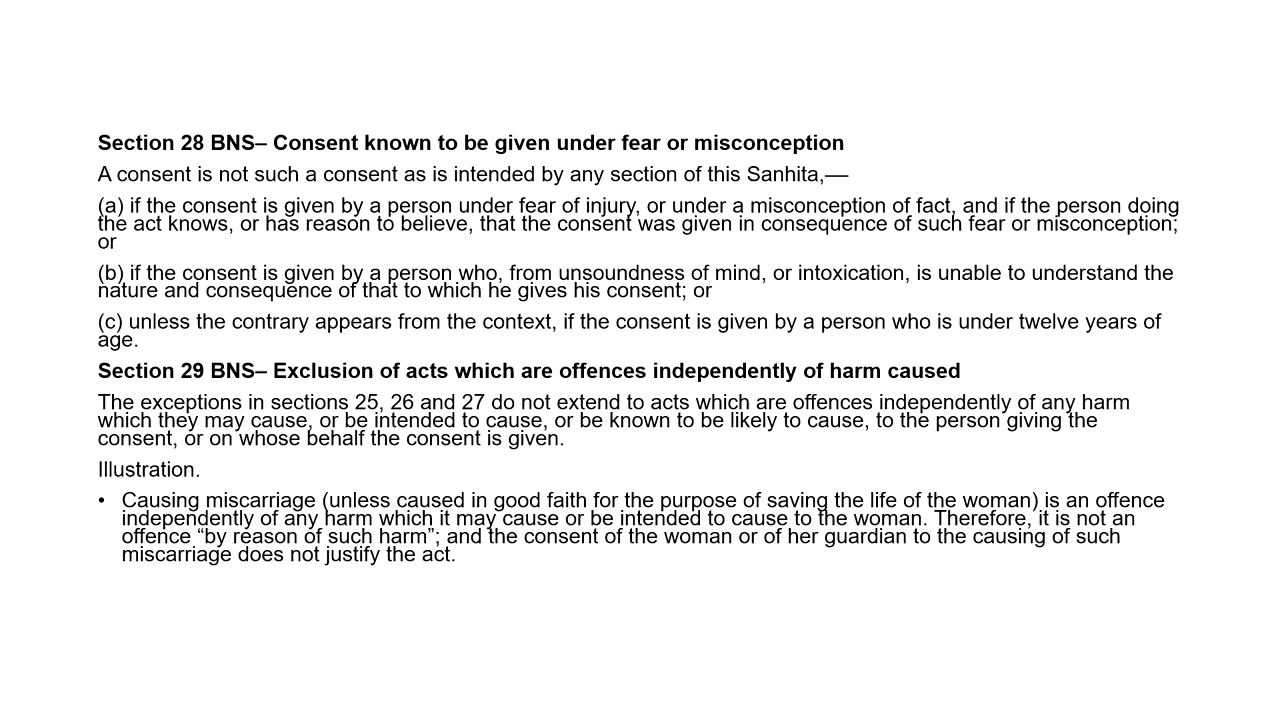 Section 28 BNS– Consent known to be given under fear or misconception
A consent is not such a consent as is intended by any section of this Sanhita,––
(a) if the consent is given by a person under fear of injury, or under a misconception of fact, and if the person doing
the act knows, or has reason to believe, that the consent was given in consequence of such fear or misconception;
or
(b) if the consent is given by a person who, from unsoundness of mind, or intoxication, is unable to understand the
nature and consequence of that to which he gives his consent; or
(c) unless the contrary appears from the context, if the consent is given by a person who is under twelve years of
age.
Section 29 BNS– Exclusion of acts which are offences independently of harm caused
The exceptions in sections 25, 26 and 27 do not extend to acts which are offences independently of any harm
which they may cause, or be intended to cause, or be known to be likely to cause, to the person giving the
consent, or on whose behalf the consent is given.
Illustration.
• Causing miscarriage (unless caused in good faith for the purpose of saving the life of the woman) is an offence
independently of any harm which it may cause or be intended to cause to the woman. Therefore, it is not an
offence “by reason of such harm”; and the consent of the woman or of her guardian to the causing of such
miscarriage does not justify the act.